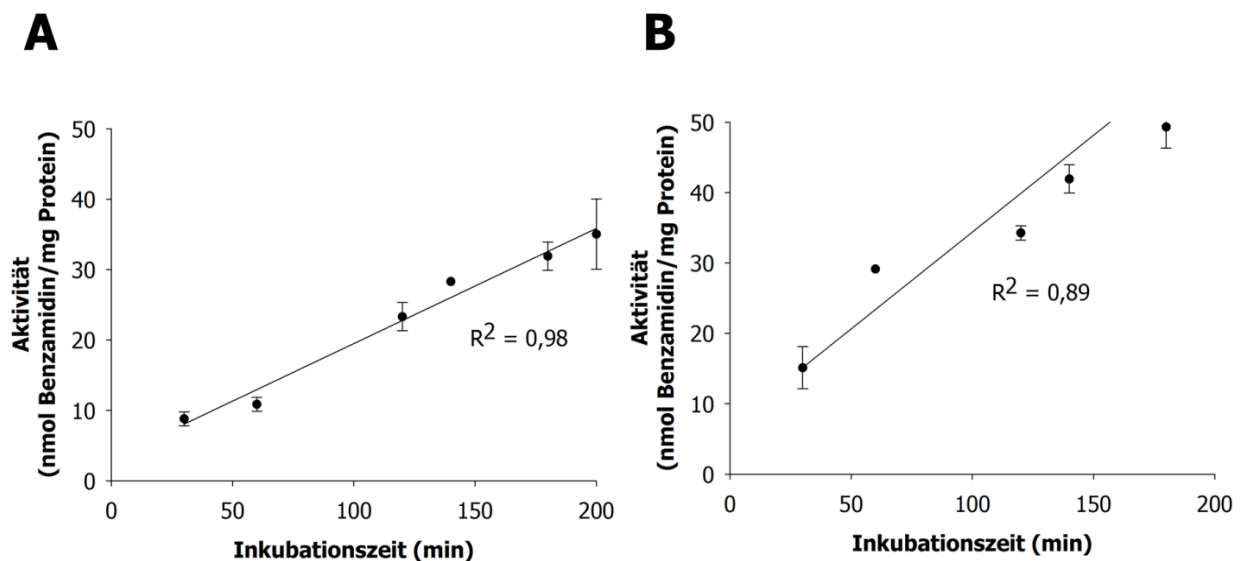 A
Aktivität
(nmol Benzamidin/mg Protein)
50
40
30
20
10
0
R2 = 0,98
0 50 100 150 200
Inkubationszeit (min)
B
Aktivität
(nmol Benzamidin/mg Protein)
50
40
30
20
10
0
R2 = 0,89
0 50 100 150 200
Inkubationszeit (min)